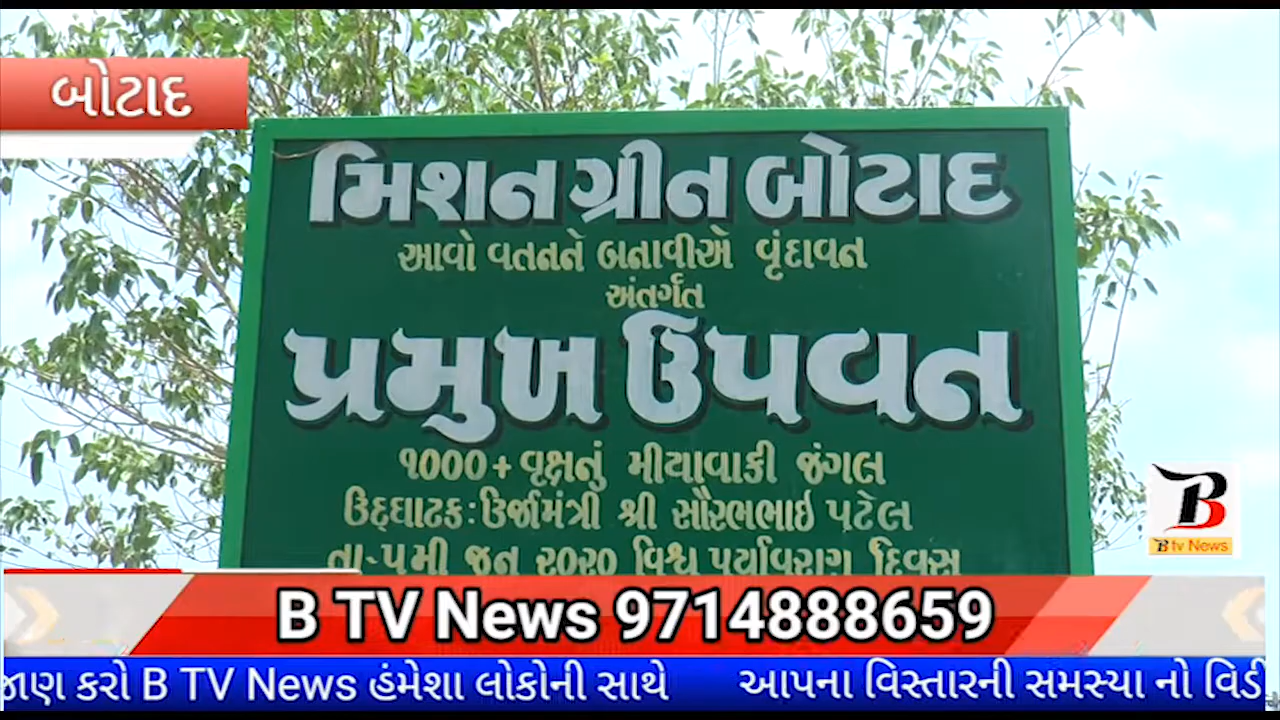 બોટાદ
મિશન ગ્રીન બોટાદ
આવો વતનને બનાવીએ વૃંદાવન
અંતર્ગત
પ્રમુખ ઉપવન
૧૦૦૦ + વૃક્ષનું મીયાવાકી જંગલ
ઉદ્ઘાટક : ઉર્જામંત્રી શ્રી સૌરભભાઇ પટેલ
તા-૫મી જૂન ૨૦૨૦ વિશ્વ પર્યાવરણ દિવસ
B
B tv News
B TV News 9714888659
જાણ કરો B TV News હંમેશા લોકોની સાથે આપના વિસ્તારની સમસ્યા નો વિડી